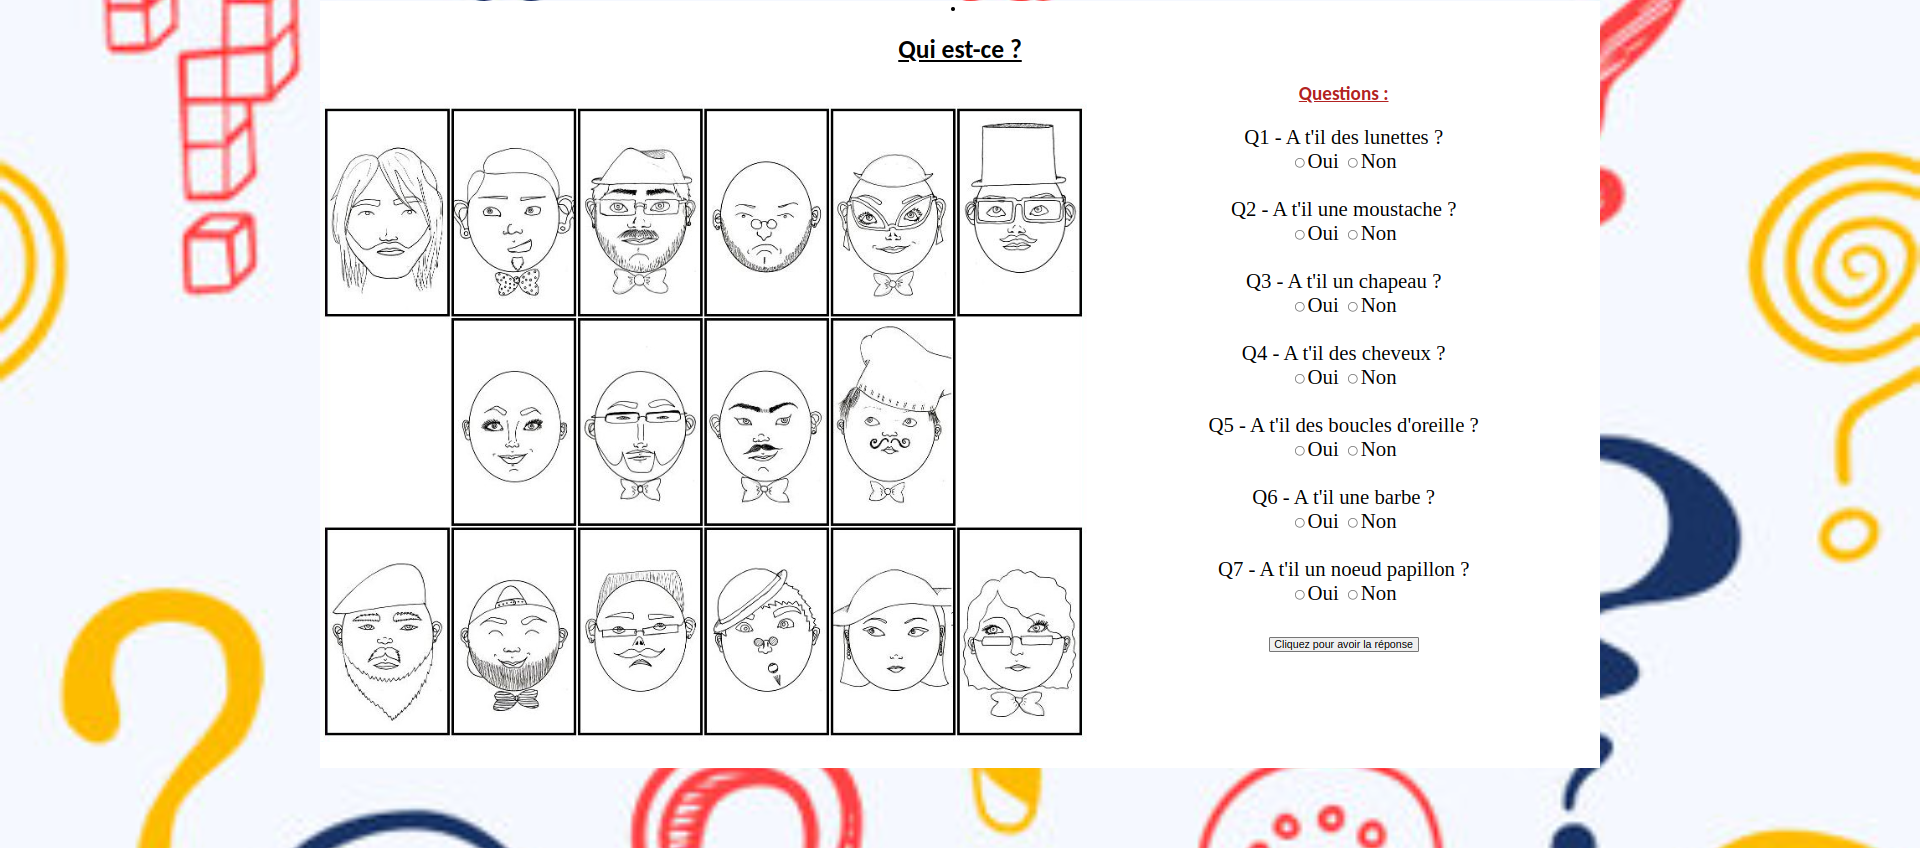 Qui est-ce ?
Questions :
Q1 - A t'il des lunettes ?
Oui Non
Q2 - A t'il une moustache ?
Oui Non
Q3 - A t'il un chapeau ?
Oui Non
Q4 - A t'il des cheveux ?
Oui Non
Q5 - A t'il des boucles d'oreille ?
Oui Non
Q6 - A t'il une barbe ?
Oui Non
Q7 - A t'il un noeud papillon ?
Oui Non
Cliquez pour avoir la réponse